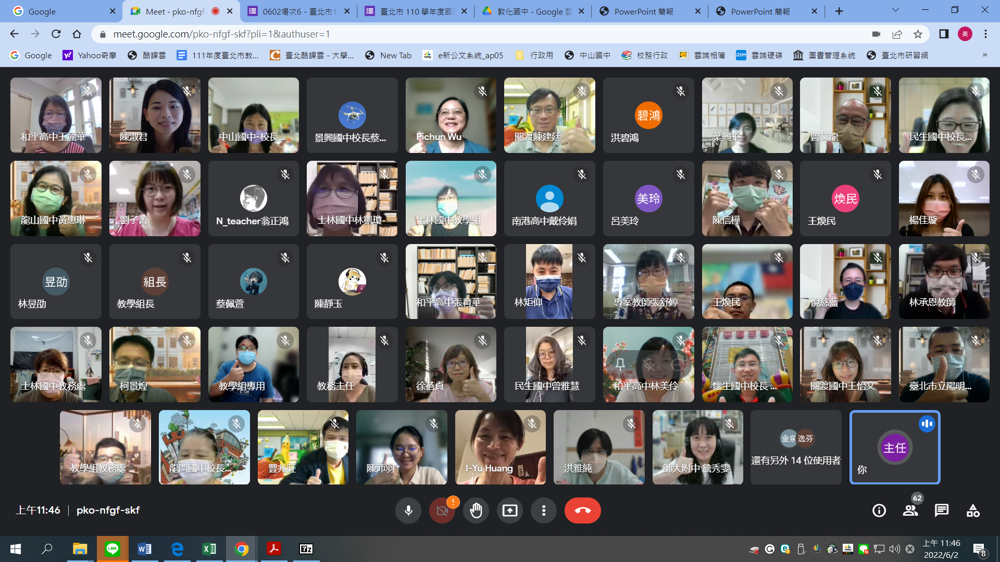 Google
Meet - pko-nfgf-
0602場次6 - 臺北市1
臺北市 110 學年度國
敦化國中 - Google 雲
PowerPoint 簡報
PowerPoint 簡報
meet.google.com/pko-nfgf-skf?pli=1&authuser=1
美
Google
Yahoo奇摩
酷課雲
111年度臺北市教...
臺北酷課雲 - 大學...
New Tab
e新公文系統_ap05
行政用
中山國中
校務行政
雲端相簿
DSM
雲端硬碟
圖書管理系統
臺北市研習網
和平高中王麗華
陳淑君
中山國中-校長...
景興國中校長蔡...
Pichun Wu
關渡陳建廷
碧鴻
洪碧鴻
葉興華
曾文龍
民生國中校長...
龍山國中黃惠琳
劉子菁
N_teacher翁正鴻
士林國中林凱瓊
士林國中教學組
南港高中戴伶娟
美玲
呂美玲
陳信樺
煥民
王煥民
楊佳璇
昱劭
林昱劭
組長
教學組長
蔡佩萱
陳靜玉
和平高中張育華
林矩仰
專案教師張舒婷
王煥民
悅慈藍
林承恩教師
士林國中教務處
柯景煌
教學組專用
教務主任
徐蓓貞
民生國中曾雅慧
和平高中林美伶
懷生國中校長 ...
關渡國中王怡文
臺北市立陽明...
教學組教務處
龍門國中校長...
豐兆莊
陳沛羽
I-Yu Huang
洪雅純
師大附中 詹秀雯
金泉
逸芬
還有另外 14 位使用者
主任
你
上午11:46
pko-nfgf-skf
62
上午 11:46
2022/6/2
8
LINE
7z